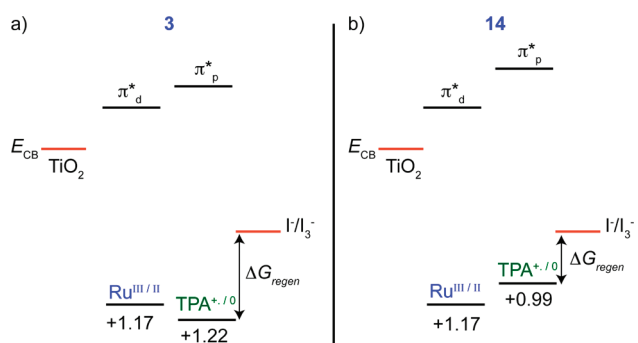 a) 3
π*d
π*p
ECB
TiO2
I-/I3-
ΔGregen
RuIII / II
TPA+. / 0
+1.17
+1.22
b) 14
π*d
π*p
ECB
TiO2
I-/I3-
ΔGregen
TPA+. / 0
RuIII / II
+0.99
+1.17